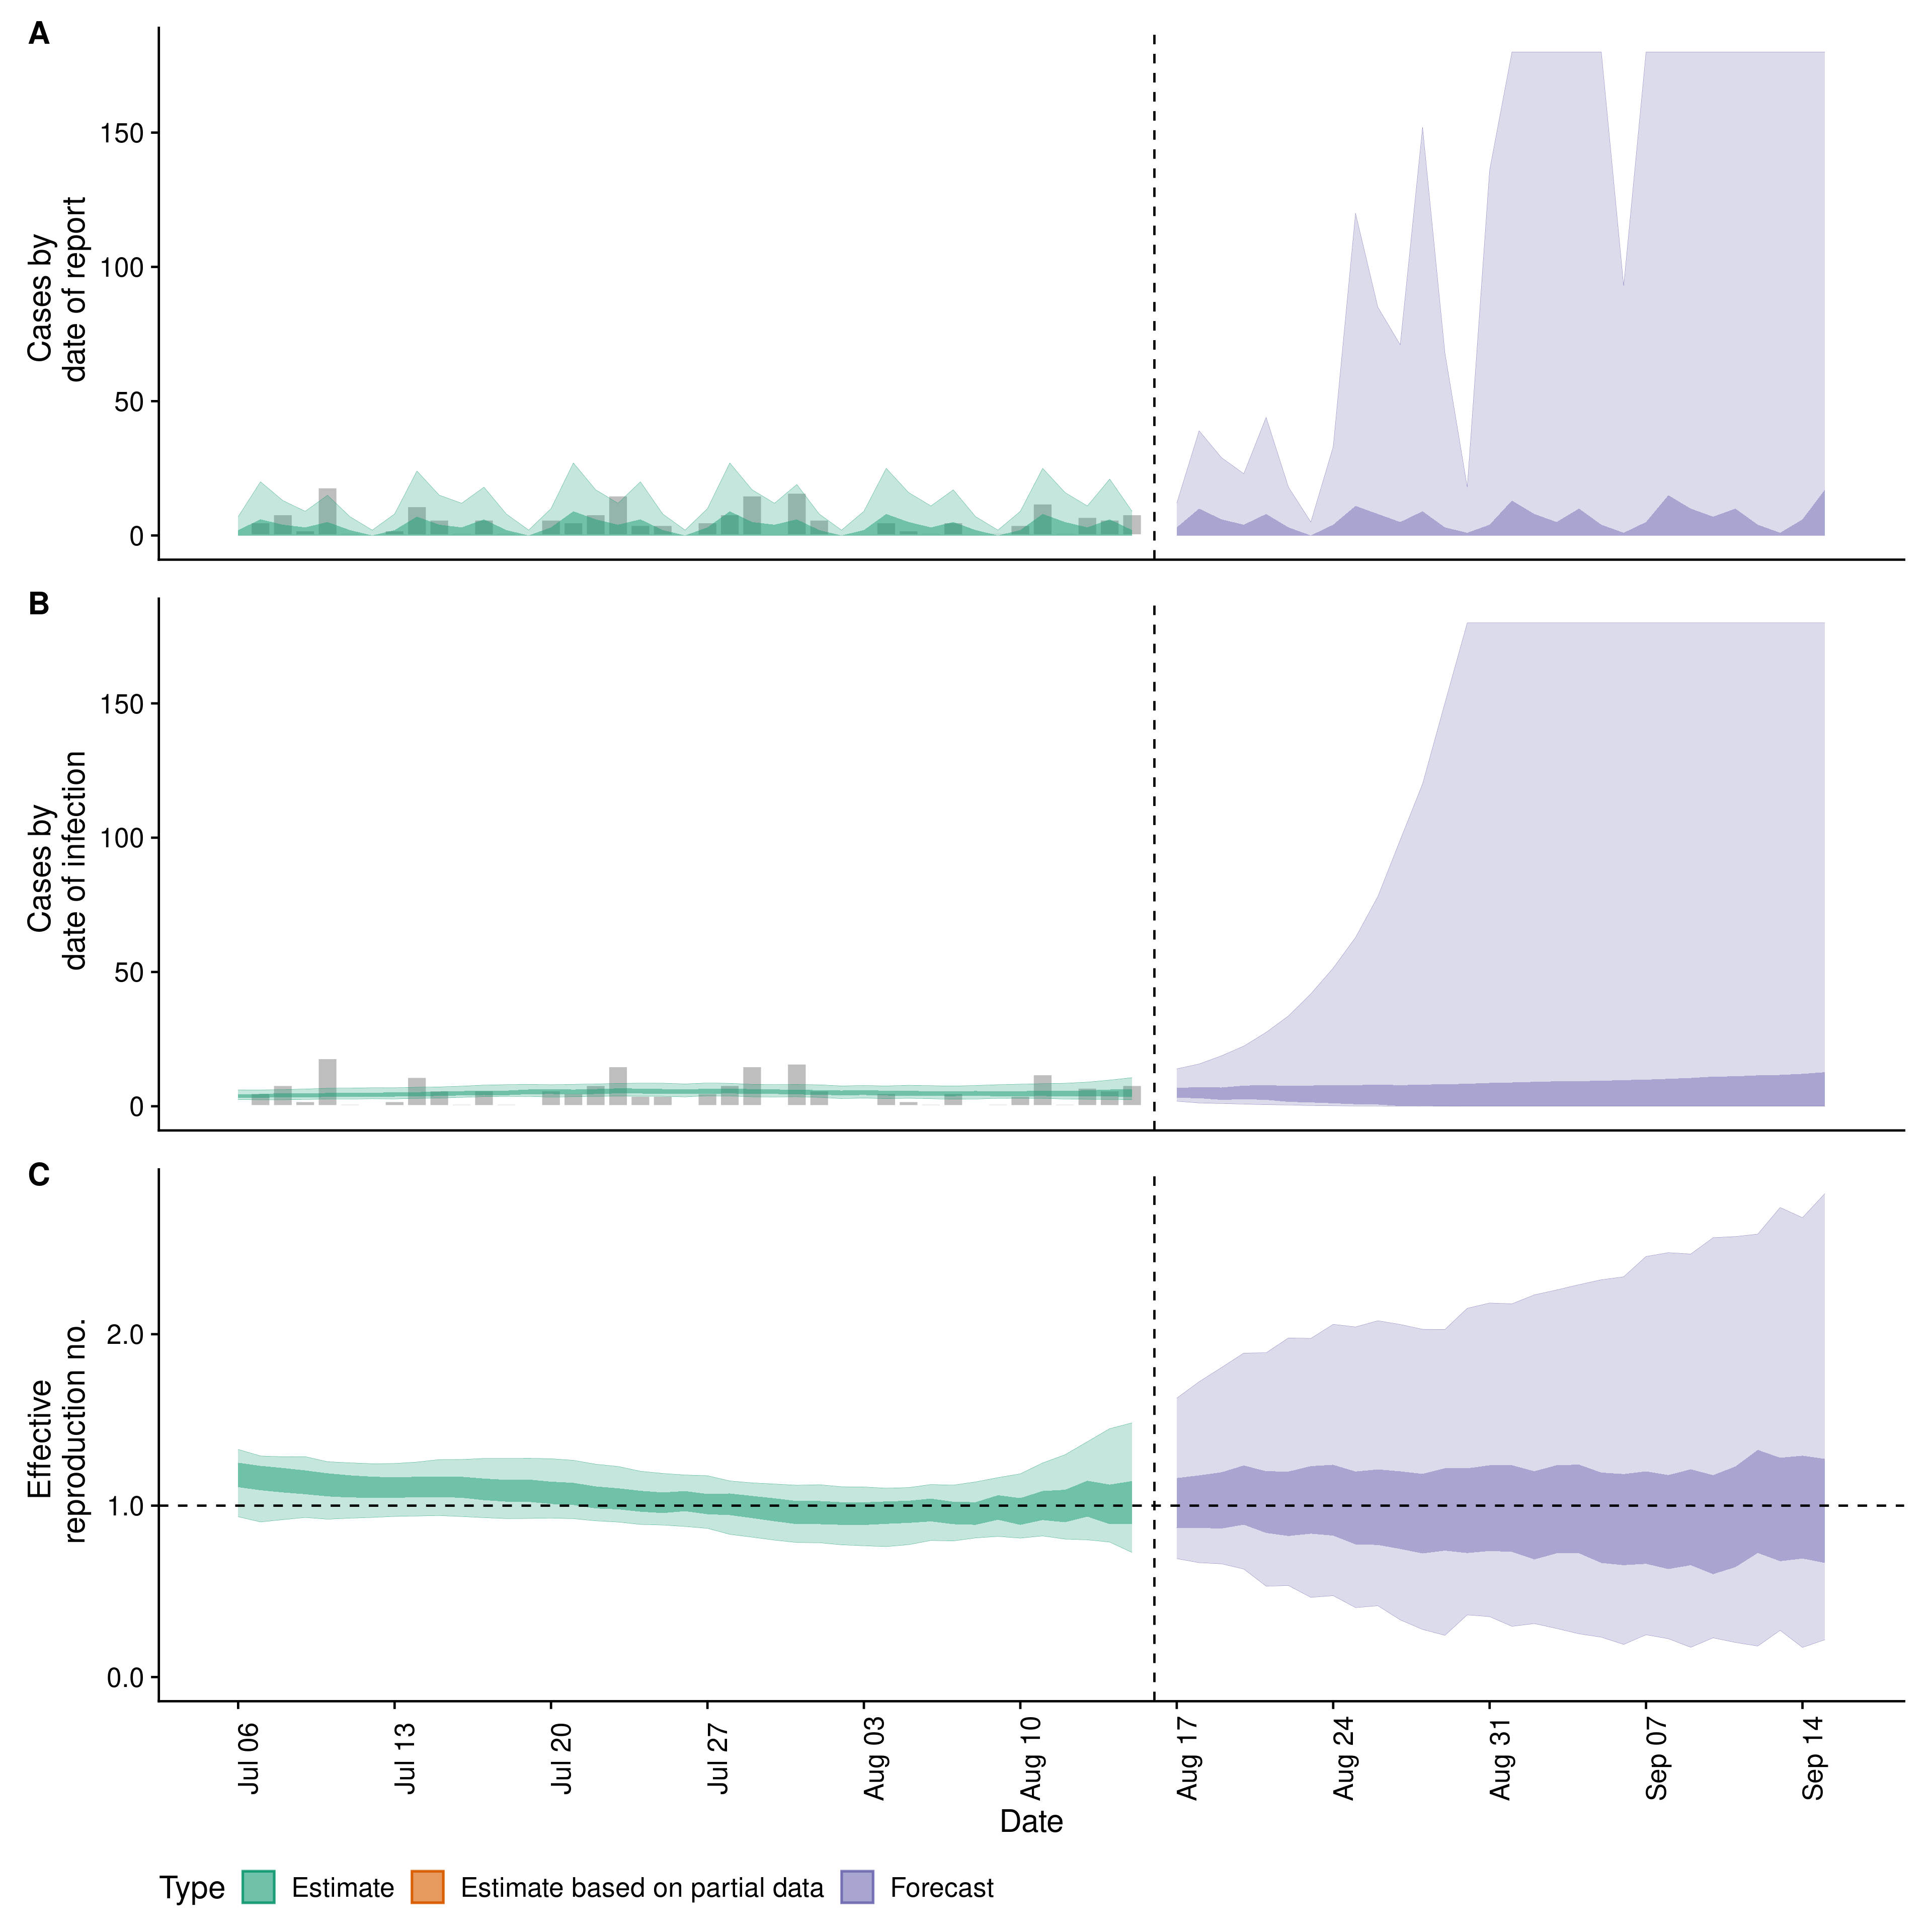 A
Cases by
date of report
150
100
50
0
B
Cases by
date of infection
150
100
50
0
C
Effective
reproduction no.
2.0
1.0
0.0
Jul 06
Jul 13
Jul 20
Jul 27
Aug 03
Aug 10
Aug 17
Aug 24
Aug 31
Sep 07
Sep 14
Date
Type Estimate Estimate based on partial data Forecast